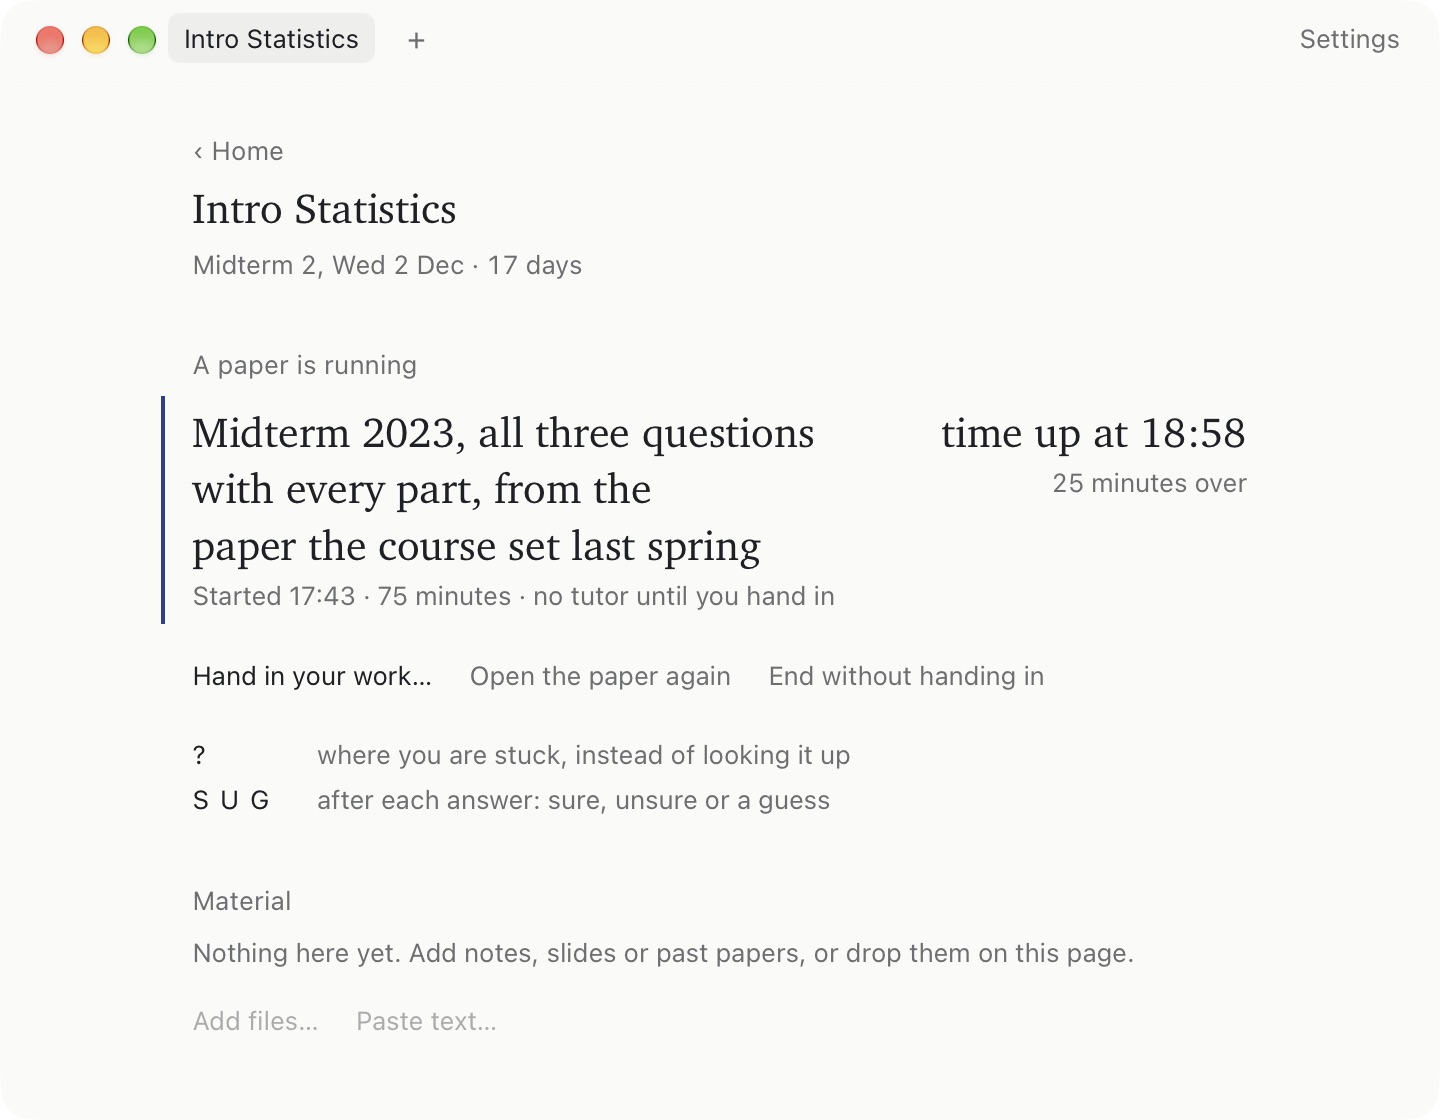 Intro Statistics
+
Settings
‹ Home
Intro Statistics
Midterm 2, Wed 2 Dec · 17 days
A paper is running
Midterm 2023, all three questions
with every part, from the
paper the course set last spring
time up at 18:58
25 minutes over
Started 17:43 · 75 minutes · no tutor until you hand in
Hand in your work... Open the paper again End without handing in
? where you are stuck, instead of looking it up
S U G after each answer: sure, unsure or a guess
Material
Nothing here yet. Add notes, slides or past papers, or drop them on this page.
Add files... Paste text...